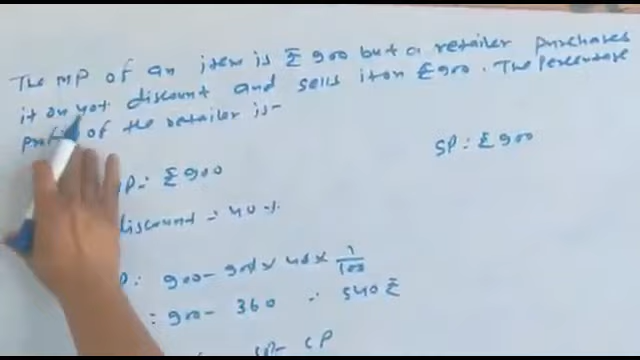 The MP of an item is ₹ 900 but a retailer purchases
it on 40% discount and sells it on ₹900. The Percentage
of the retailer is-
SP: ₹ 900
P: ₹ 900
discount = 40%
P: 900- 900 x 40 x 1/100
= 900- 360 = 540 ₹
SP- CP